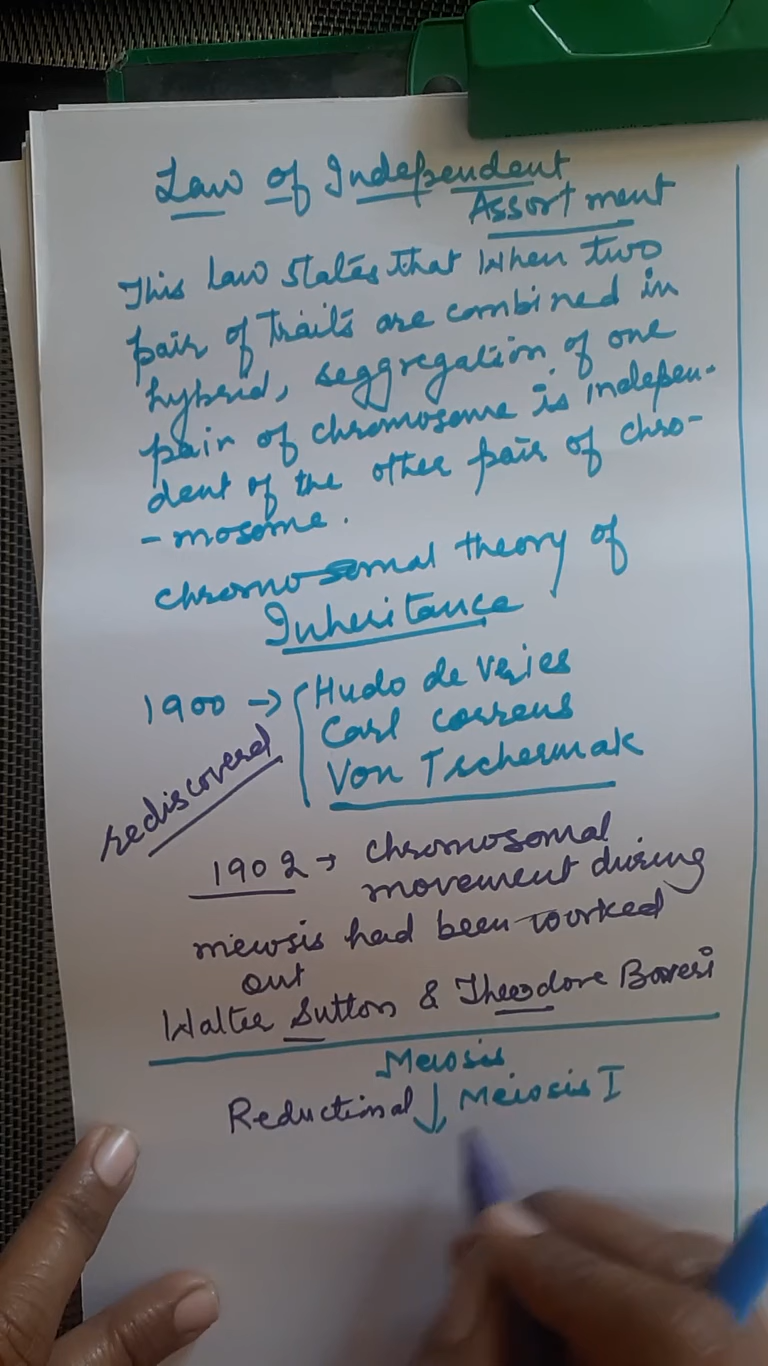 Law of Independent
Assortment
This law states that when two
pair of traits are combined in
hybrid, seggregation of one
pair of chromosome is indepen-
dent of the other pair of chro-
- mosome.
chromosomal theory of
Inheritance
1900 → Hudo de Veries
Carl Correns
Von Tschermak
rediscovered
1902 → chromosomal
movement during
meiosis had been worked
out
Walter Sutton & Theodore Boveri
Meiosis
Reductional ↓ Meiosis I